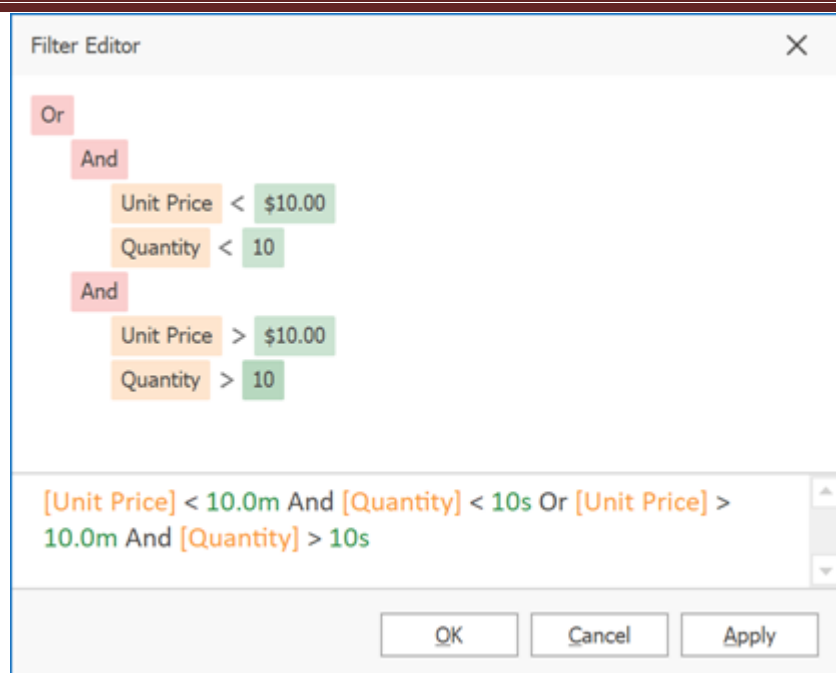 Filter Editor
Or
And
Unit Price < $10.00
Quantity < 10
And
Unit Price > $10.00
Quantity > 10
[Unit Price] < 10.0m And [Quantity] < 10s Or [Unit Price] >
10.0m And [Quantity] > 10s
OK Cancel Apply